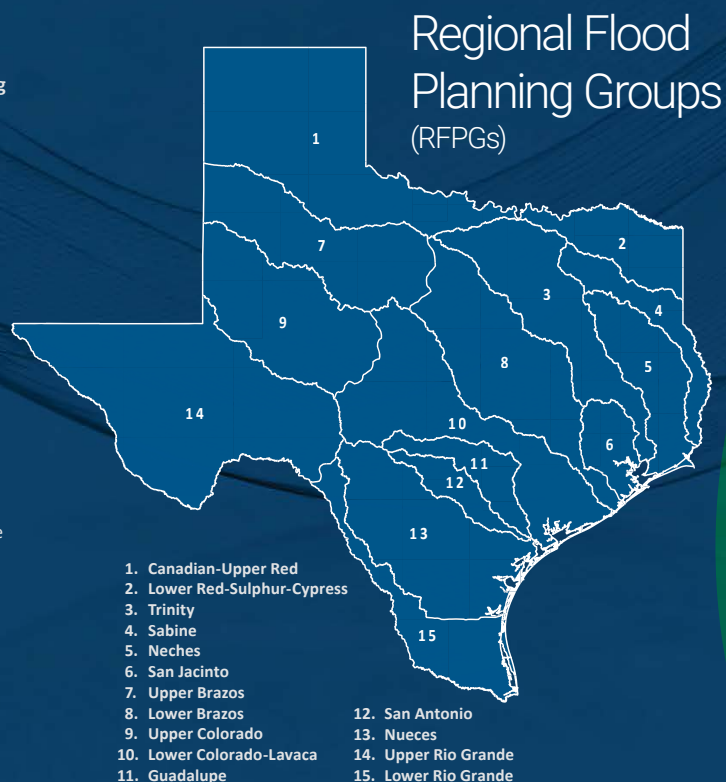 Regional Flood
Planning Groups
(RFPGs)
g
1
2
7
3
4
9
5
8
14
10
6
11
12
13
e
15
1. Canadian-Upper Red
2. Lower Red-Sulphur-Cypress
3. Trinity
4. Sabine
5. Neches
6. San Jacinto
7. Upper Brazos
8. Lower Brazos
9. Upper Colorado
10. Lower Colorado-Lavaca
11. Guadalupe
12. San Antonio
13. Nueces
14. Upper Rio Grande
15. Lower Rio Grande